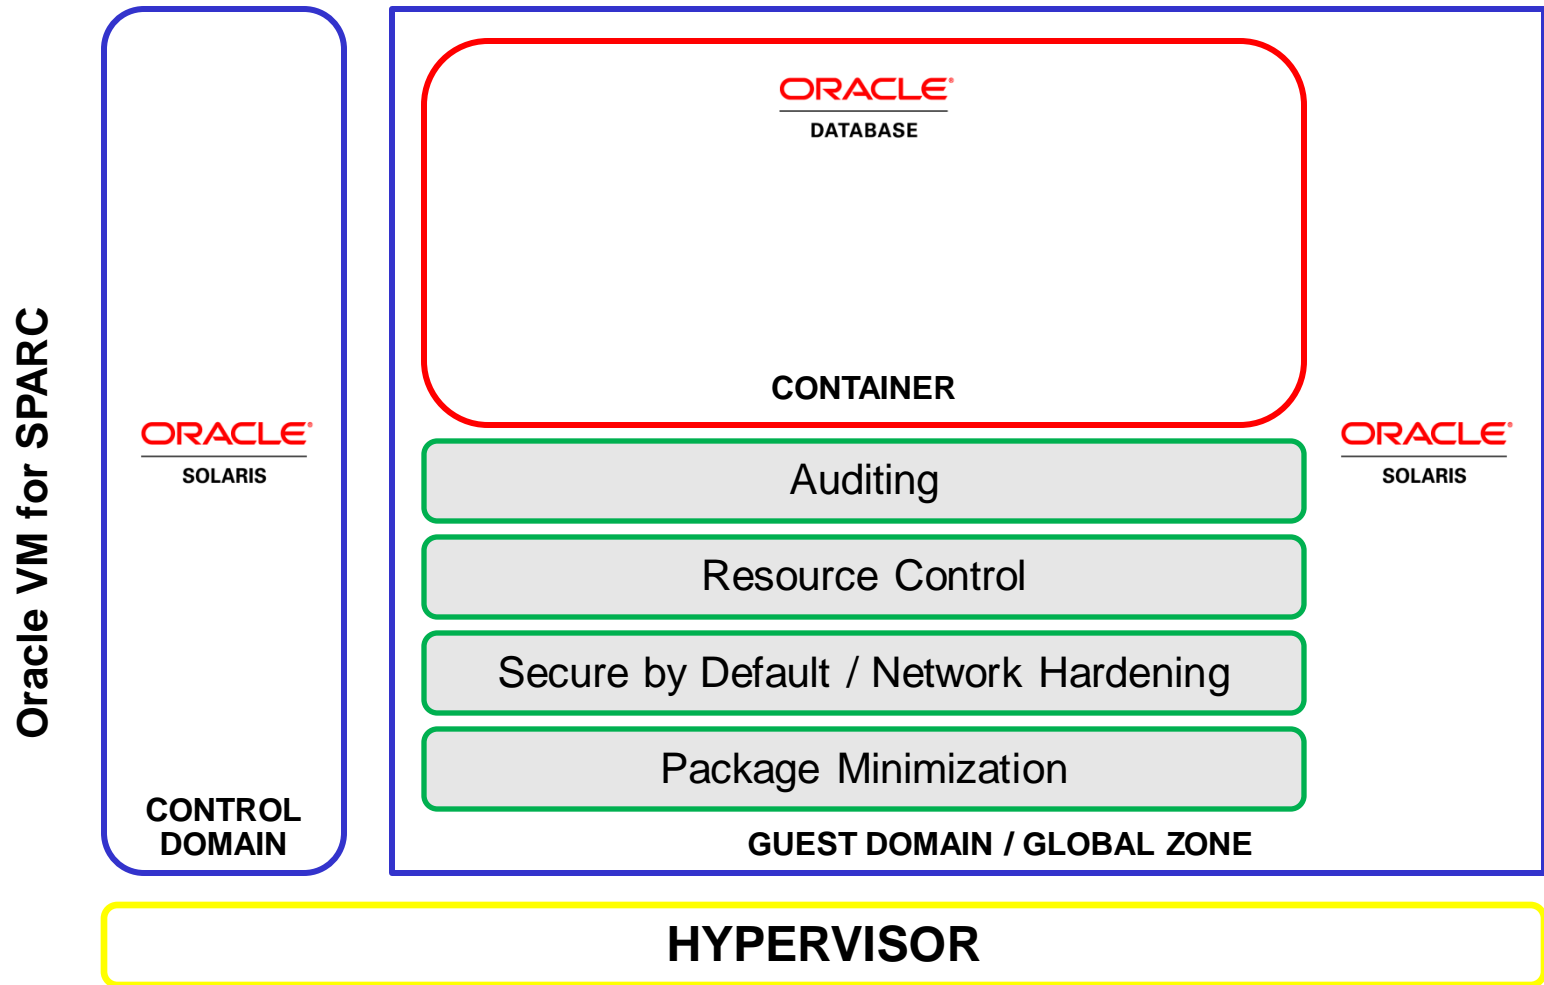 Oracle VM for SPARC
ORACLE®
SOLARIS
CONTROL
DOMAIN
ORACLE®
DATABASE
CONTAINER
Auditing
Resource Control
Secure by Default / Network Hardening
Package Minimization
GUEST DOMAIN / GLOBAL ZONE
ORACLE®
SOLARIS
HYPERVISOR